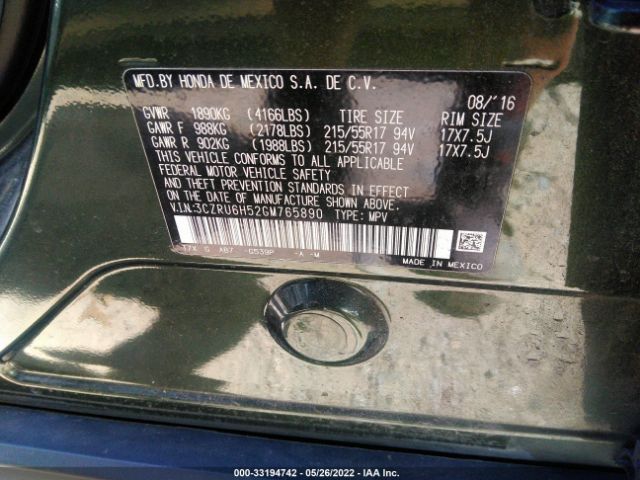 MFD.BY HONDA DE MEXICO S.A. DE C.V.
08/'16
GVWR 1890KG (4166LBS) TIRE SIZE RIM SIZE
GAWR F 988KG (2178LBS) 215/55R17 94V 17X7.5J
GAWR R 902KG (1988LBS) 215/55R17 94V 17X7.5J
THIS VEHICLE CONFORMS TO ALL APPLICABLE
FEDERAL MOTOR VEHICLE SAFETY
AND THEFT PREVENTION STANDARDS IN EFFECT
ON THE DATE OF MANUFACTURE SHOWN ABOVE.
V.I.N:3CZRU6H52GM765890 TYPE: MPV
T7X G AB7 -G539P -A -M
MADE IN MEXICO
000-33194742 - 05/26/2022 - IAA Inc.